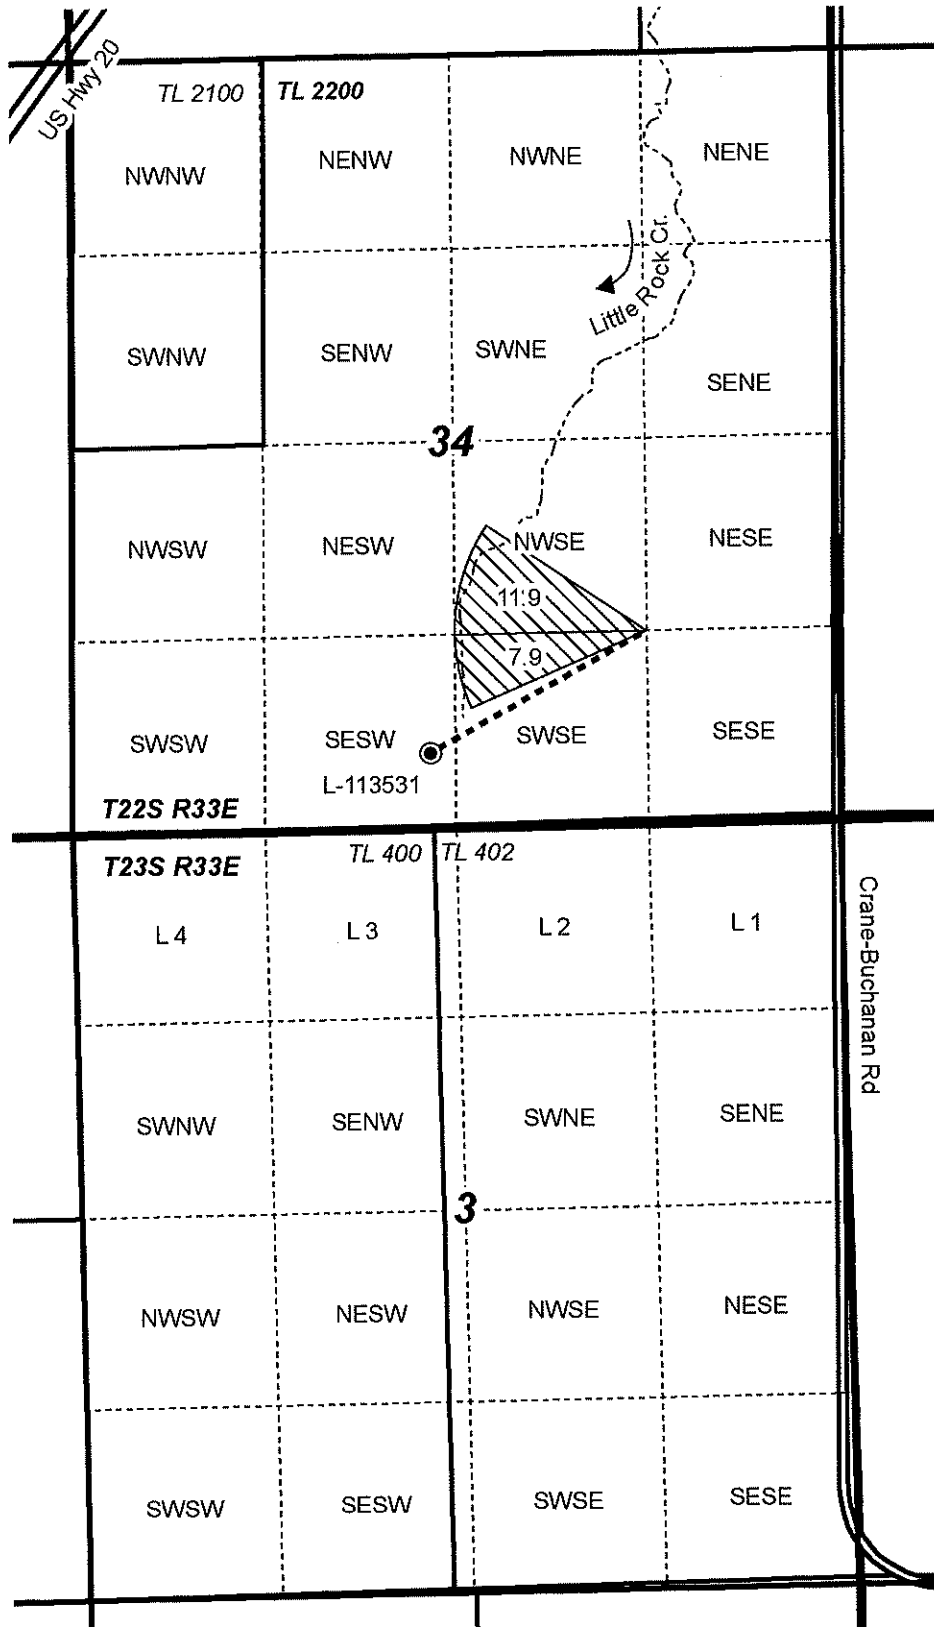 US Hwy 20
TL 2100 TL 2200
NWNW NENW NWNE NENE
Little Rock Cr.
SWNW SENW SWNE SENE
34
NWSW NESW NWSE NESE
11.9
7.9
SWSW SESW SWSE SESE
L-113531
T22S R33E
T23S R33E
TL 400 TL 402
L 4 L 3 L 2 L 1
Crane-Buchanan Rd
SWNW SENW SWNE SENE
3
NWSW NESW NWSE NESE
SWSW SESW SWSE SESE